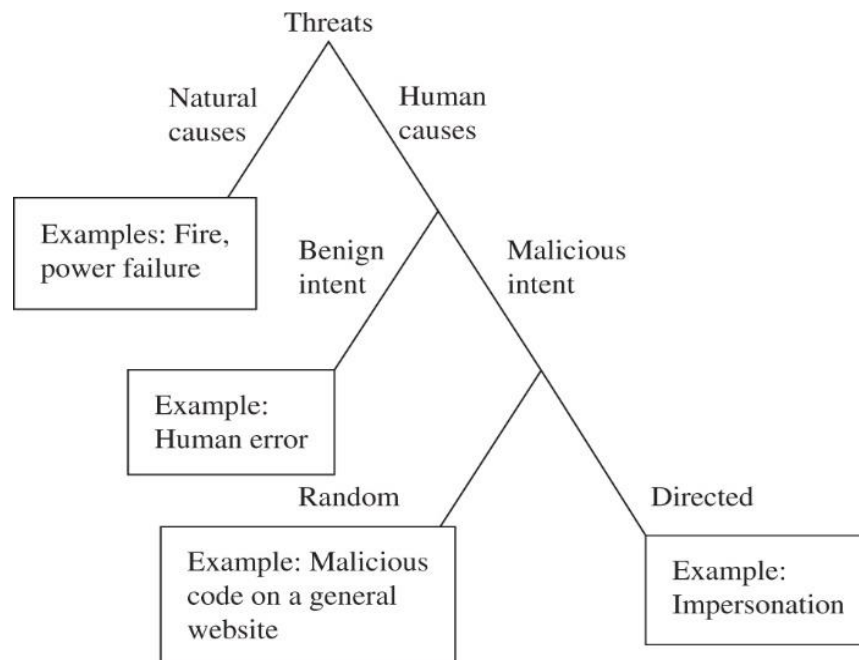 Threats
Natural
causes
Human
causes
Examples: Fire,
power failure
Benign
intent
Malicious
intent
Example:
Human error
Random
Directed
Example: Malicious
code on a general
website
Example:
Impersonation